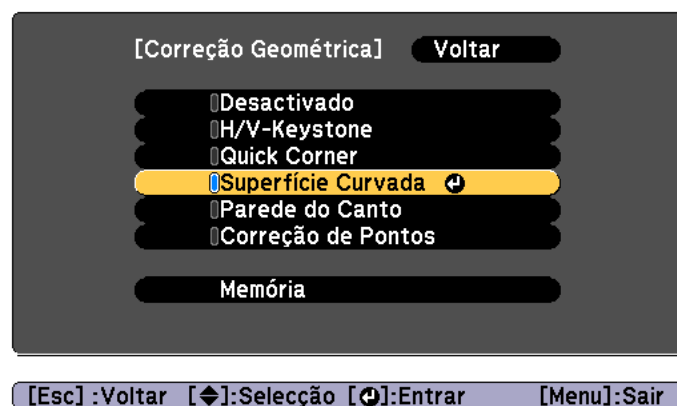 [Correção Geométrica] Voltar
Desactivado
H/V-Keystone
Quick Corner
Superfície Curvada
Parede do Canto
Correção de Pontos
Memória
[Esc] :Voltar [◆]:Selecção [↵]:Entrar [Menu]:Sair